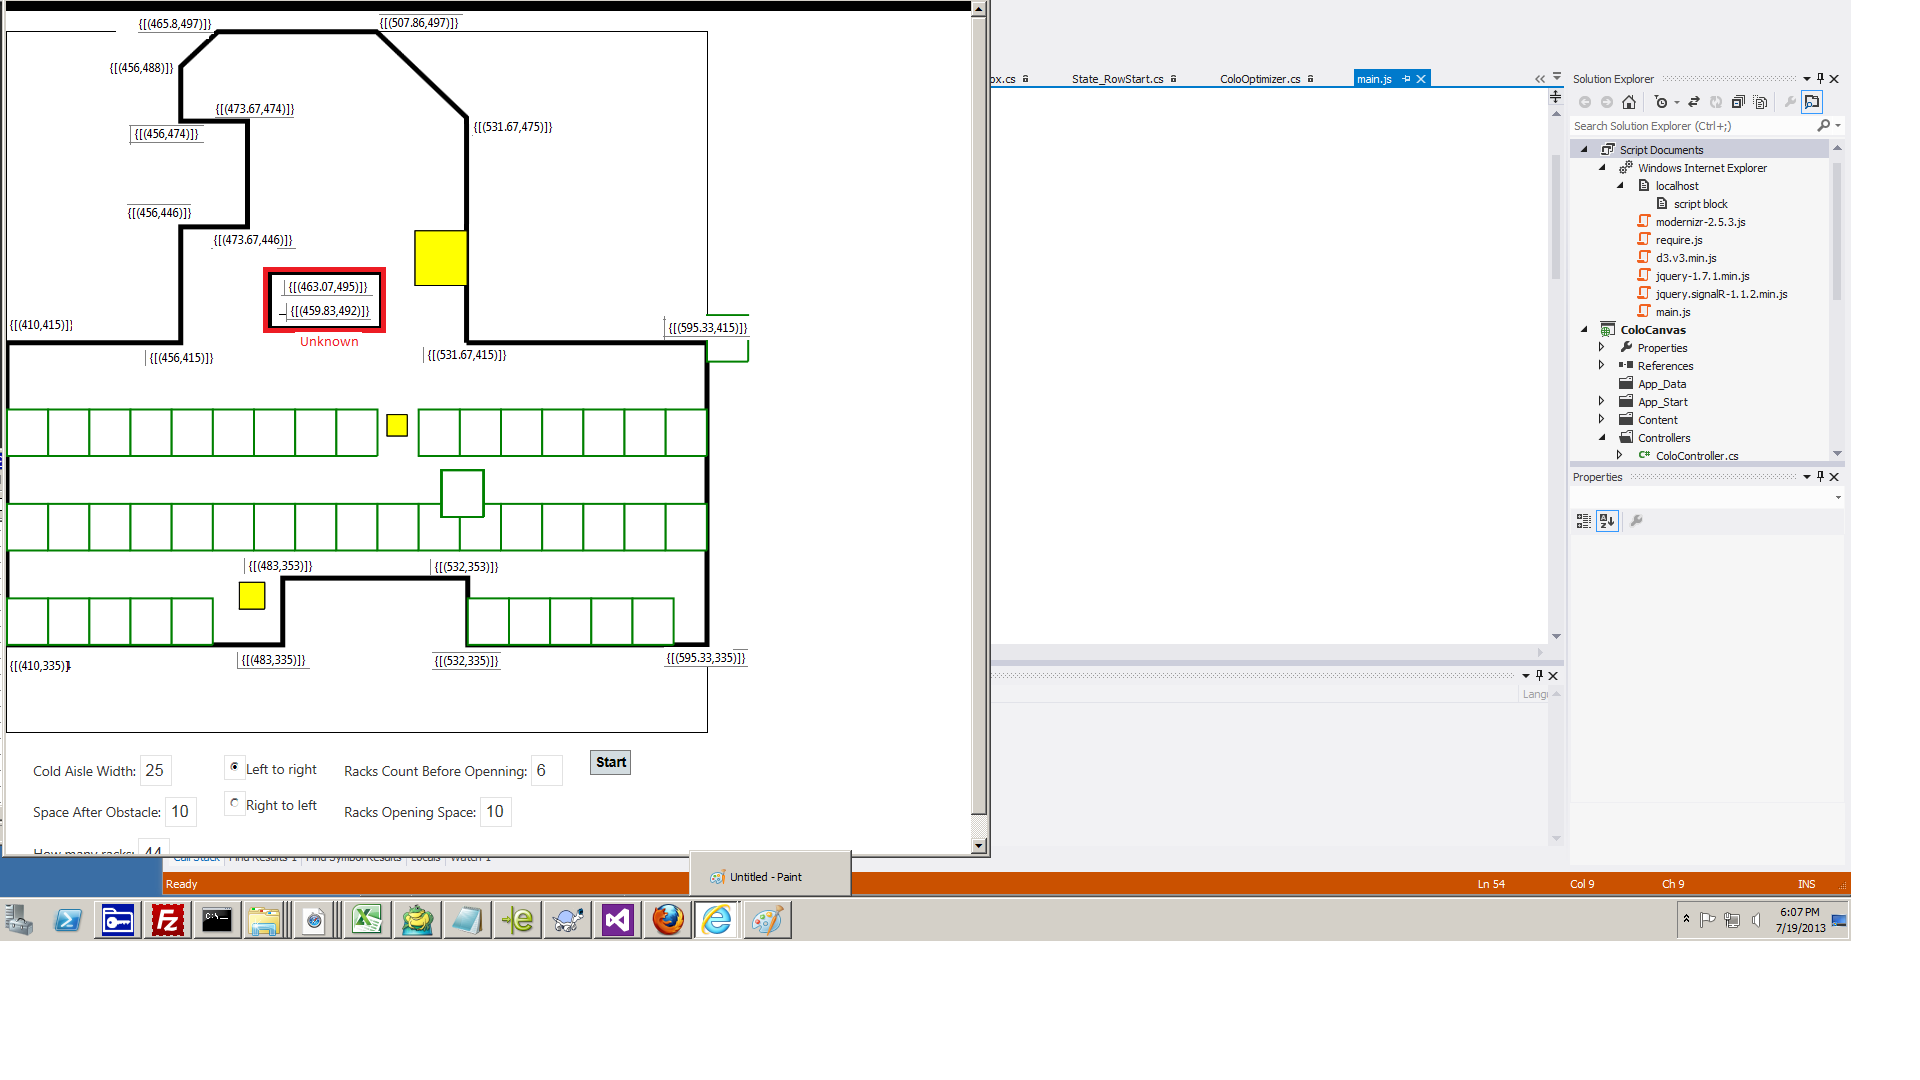 {[(465.8,497)]}
{[(507.86,497)]}
{[(456,488)]}
{[(473.67,474)]}
{[(456,474)]}
{[(531.67,475)]}
{[(456,446)]}
{[(473.67,446)]}
{[(463.07,495)]}
{[(459.83,492)]}
Unknown
{[(410,415)]}
{[(595.33,415)]}
{[(456,415)]}
{[(531.67,415)]}
{[(483,353)]}
{[(532,353)]}
{[(410,335)]}
{[(483,335)]}
{[(532,335)]}
{[(595.33,335)]}
Cold Aisle Width: 25
Left to right
Racks Count Before Openning: 6
Start
Space After Obstacle: 10
Right to left
Racks Opening Space: 10
How many racks: 44
ox.cs
State_RowStart.cs
ColoOptimizer.cs
main.js
Solution Explorer
Search Solution Explorer (Ctrl+;)
Script Documents
Windows Internet Explorer
localhost
script block
modernizr-2.5.3.js
require.js
d3.v3.min.js
jquery-1.7.1.min.js
jquery.signalR-1.1.2.min.js
main.js
ColoCanvas
Properties
References
App_Data
App_Start
Content
Controllers
C# ColoController.cs
Properties
Langu
Call Stack Find Results 1 Find Symbol Results Locals Watch 1
Untitled - Paint
Ready
Ln 54
Col 9
Ch 9
INS
6:07 PM
7/19/2013